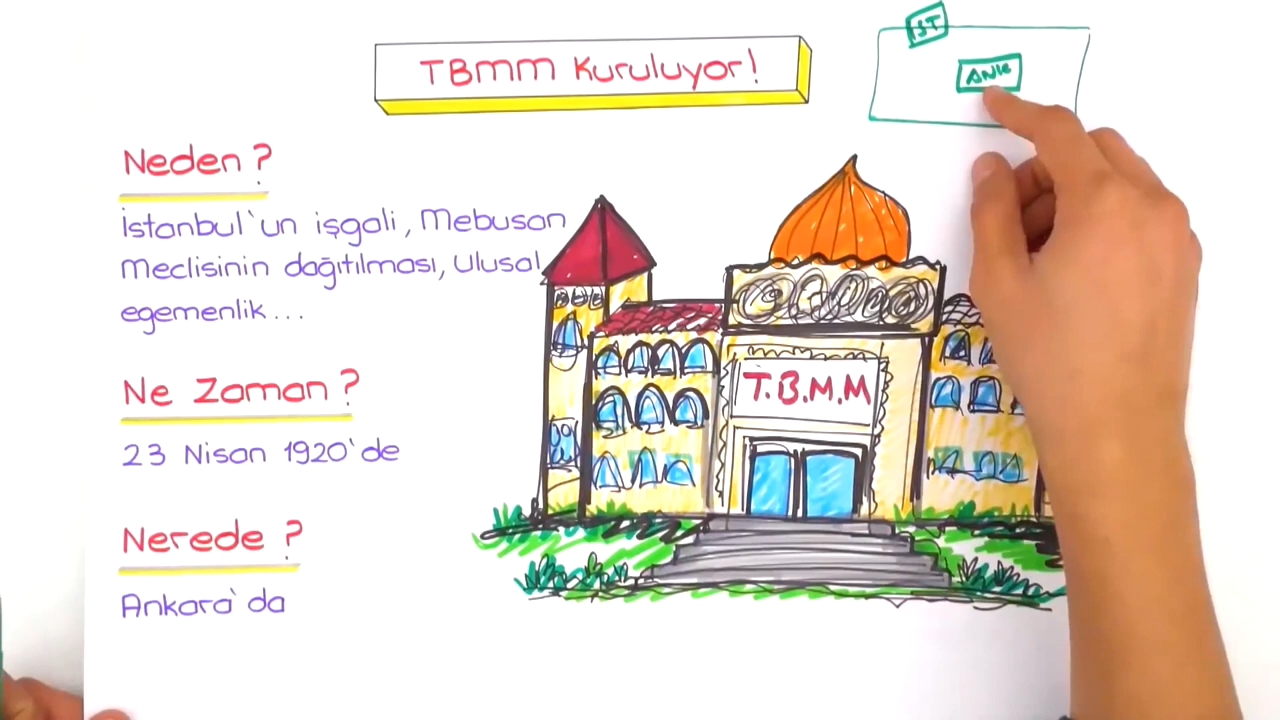 TBMM Kuruluyor!
İST
ANK
Neden?
İstanbul'un işgali, Mebusan
Meclisinin dağıtılması, Ulusal
egemenlik...
Ne Zaman?
23 Nisan 1920'de
Nerede?
Ankara'da
T.B.M.M